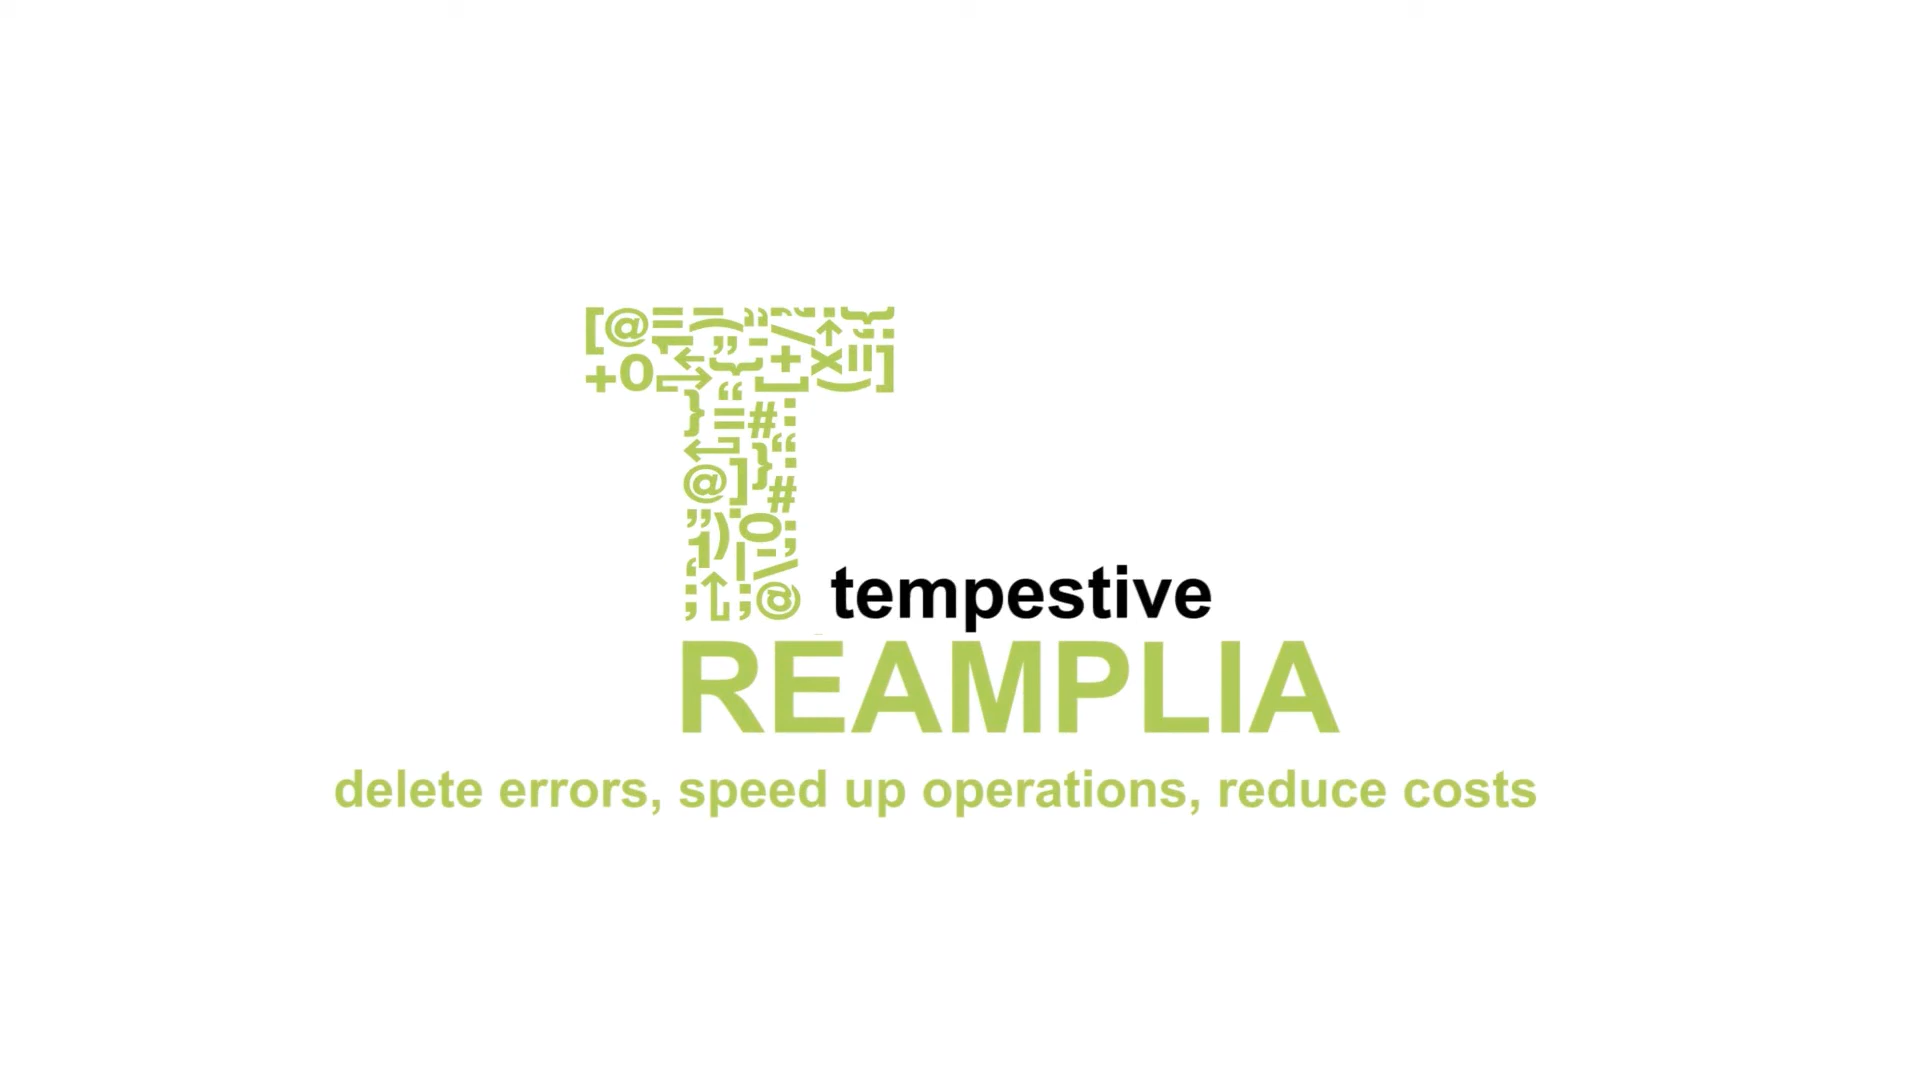 tempestive
REAMPLIA
delete errors, speed up operations, reduce costs